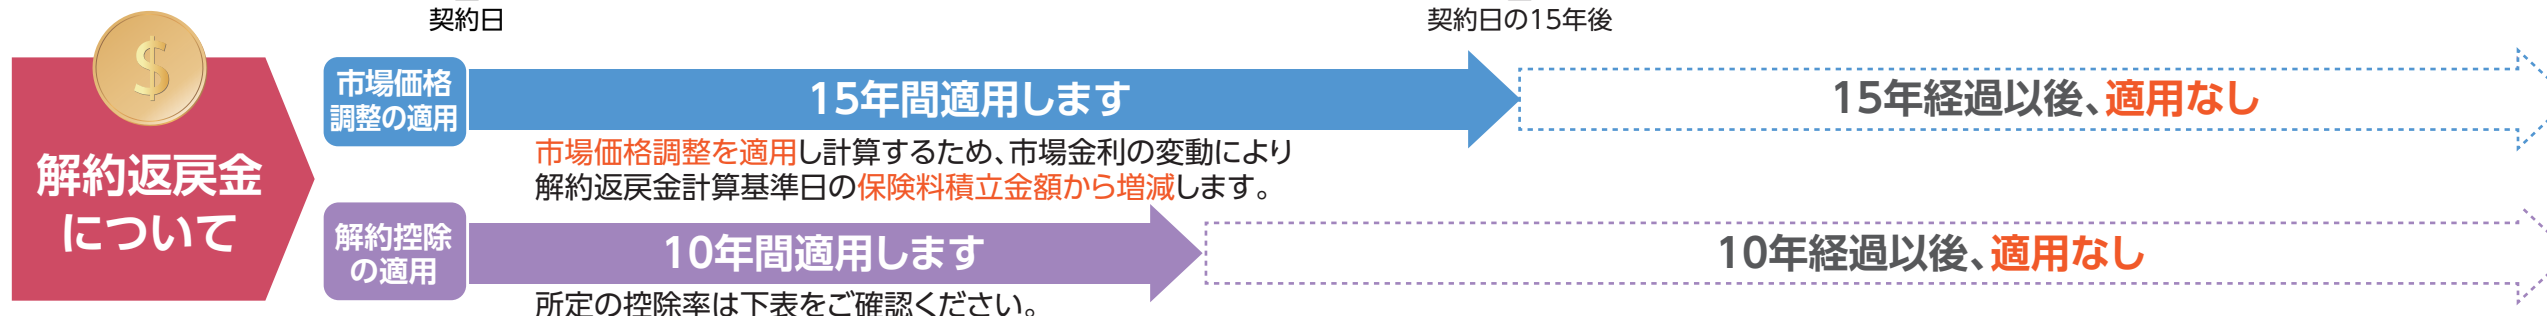 契約日
契約日の15年後
$
解約返戻金
について
市場価格
調整の適用
15年間適用します
15年経過以後、適用なし
市場価格調整を適用し計算するため、市場金利の変動により
解約返戻金計算基準日の保険料積立金額から増減します。
解約控除
の適用
10年間適用します
10年経過以後、適用なし
所定の控除率は下表をご確認ください。